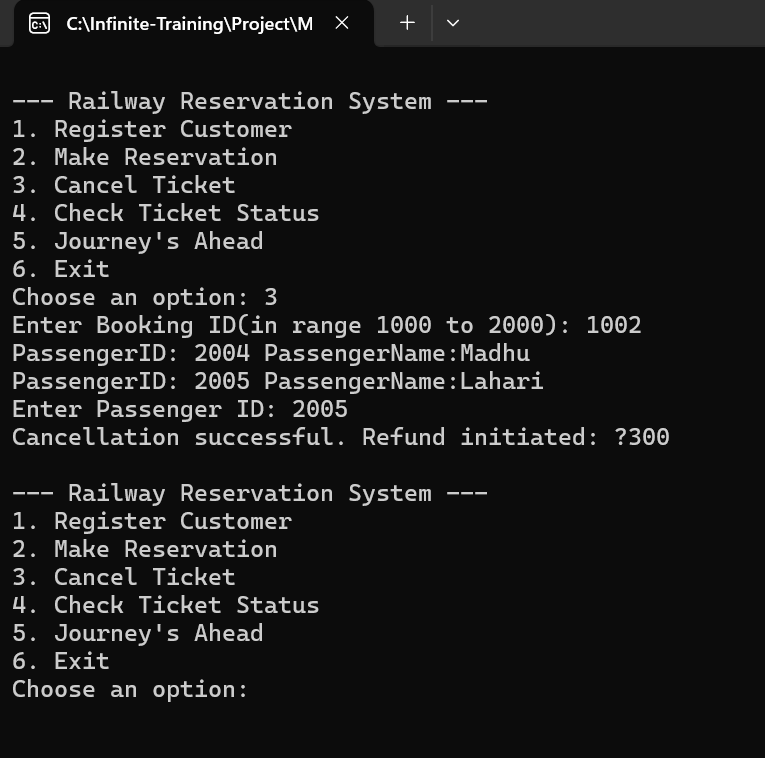 C:\Infinite-Training\Project\M
--- Railway Reservation System ---
1. Register Customer
2. Make Reservation
3. Cancel Ticket
4. Check Ticket Status
5. Journey's Ahead
6. Exit
Choose an option: 3
Enter Booking ID(in range 1000 to 2000): 1002
PassengerID: 2004 PassengerName:Madhu
PassengerID: 2005 PassengerName:Lahari
Enter Passenger ID: 2005
Cancellation successful. Refund initiated: ?300
--- Railway Reservation System ---
1. Register Customer
2. Make Reservation
3. Cancel Ticket
4. Check Ticket Status
5. Journey's Ahead
6. Exit
Choose an option: